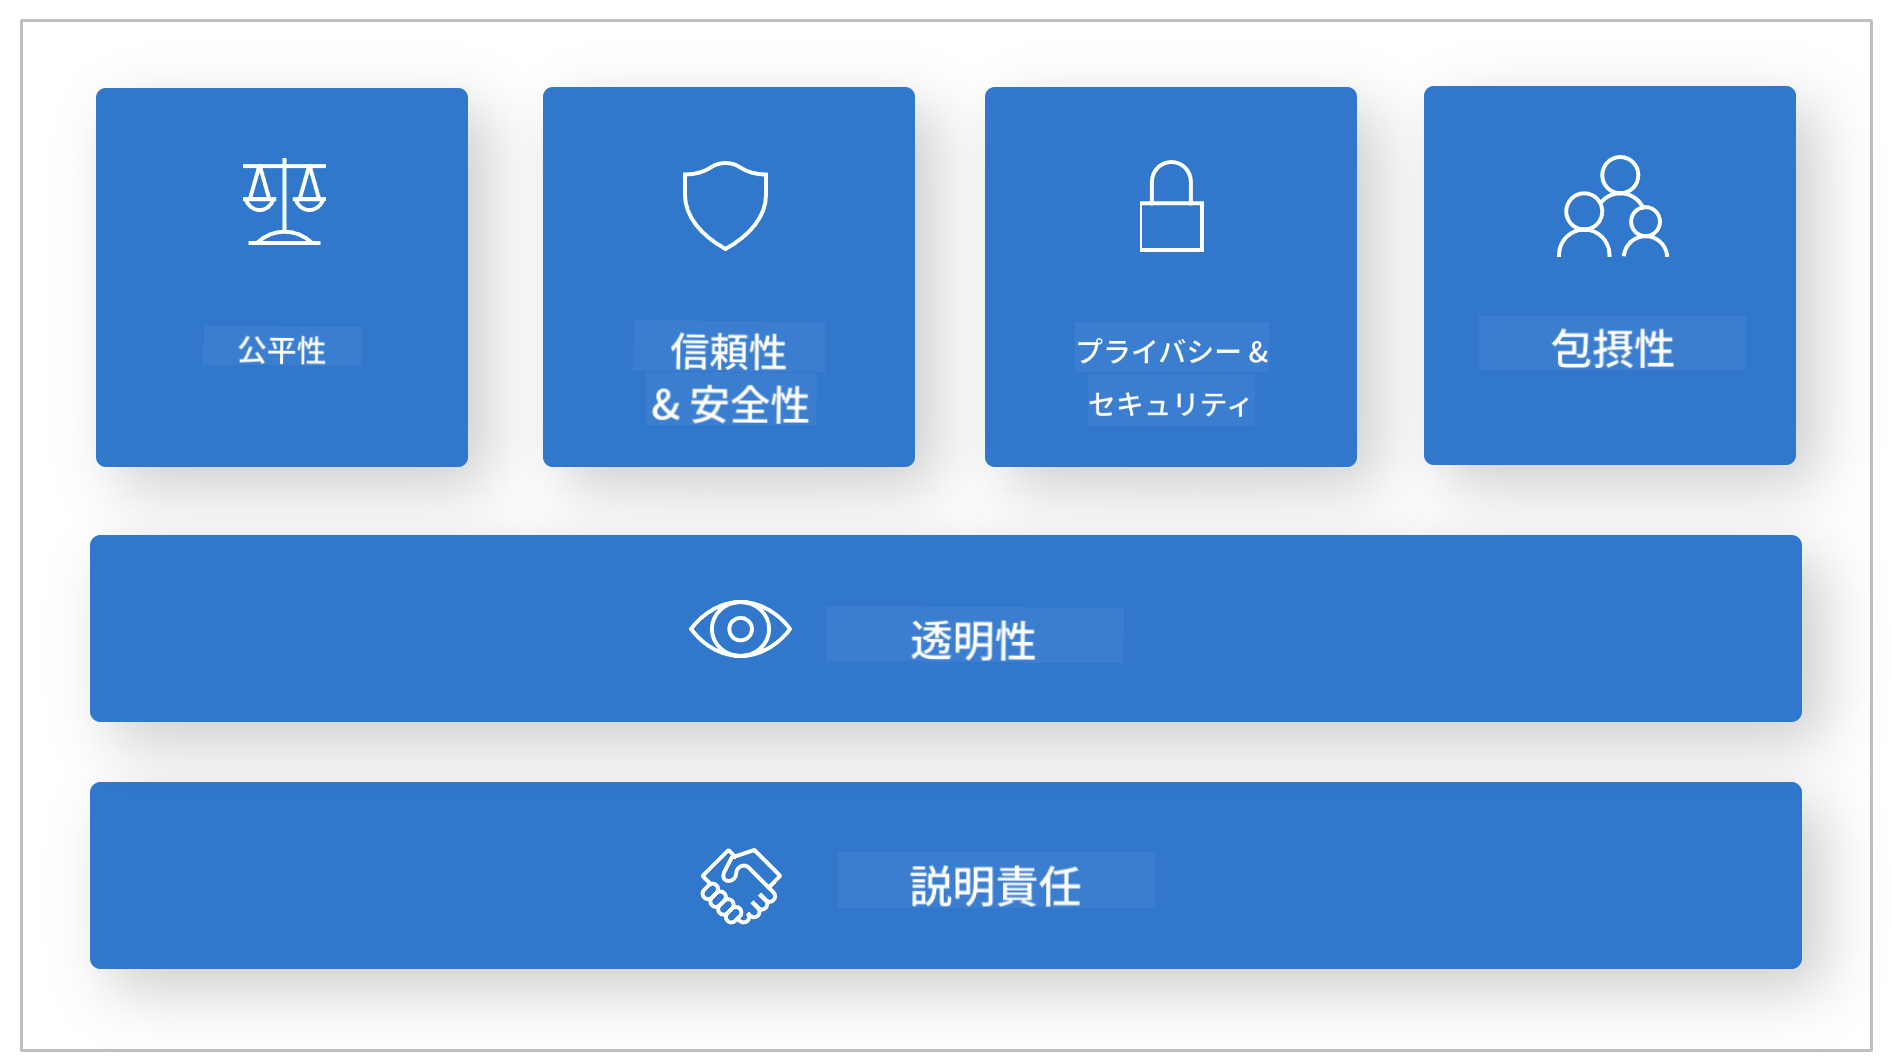 公平性
信頼性
& 安全性
プライバシー &
セキュリティ
包摂性
透明性
説明責任